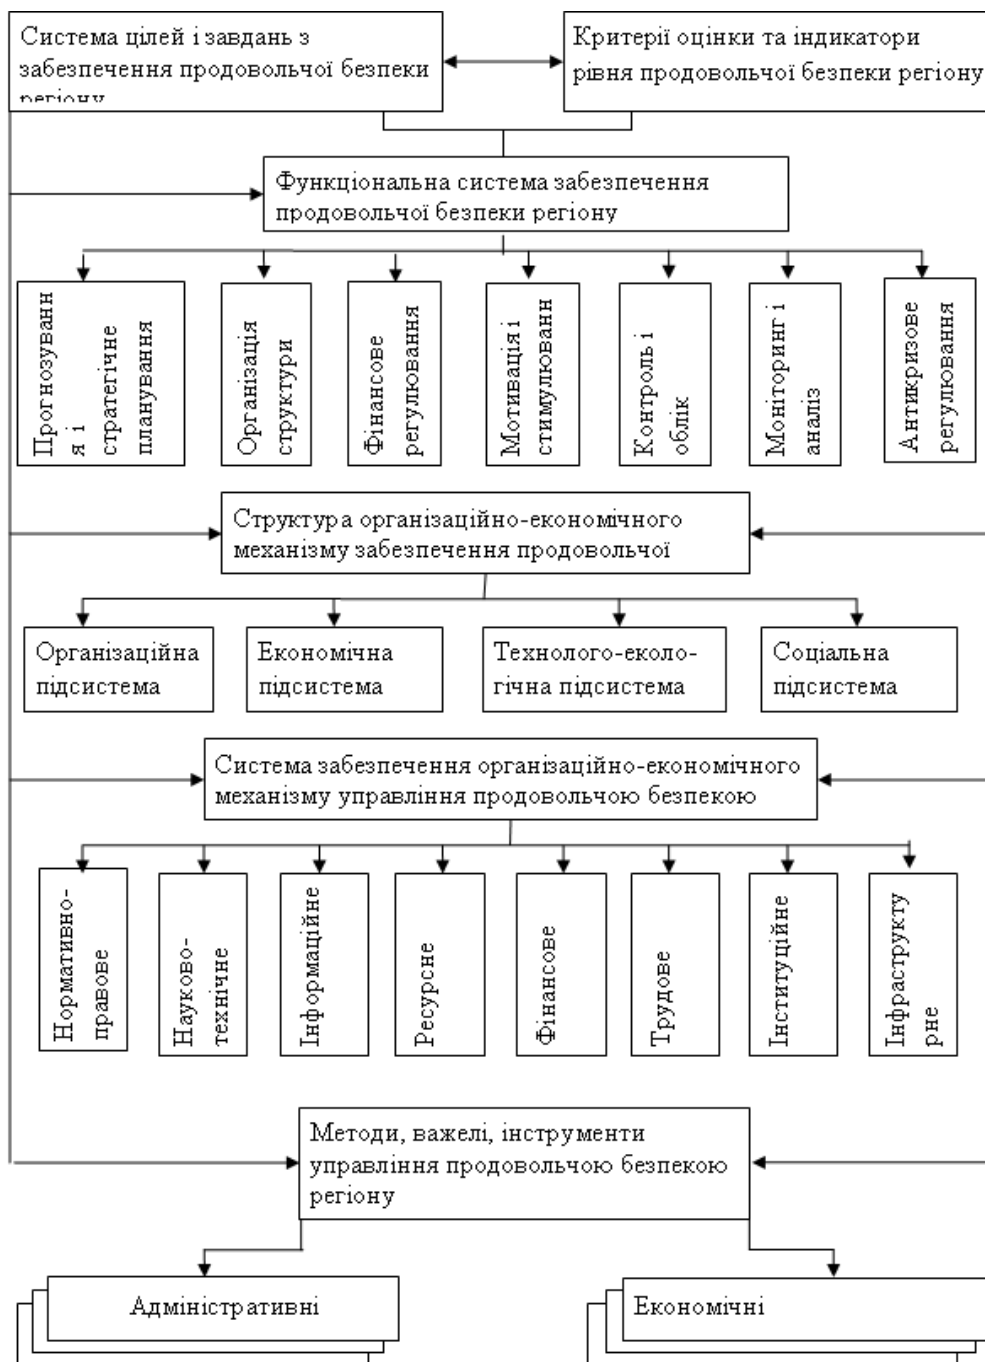 Система цілей і завдань з
забезпечення продовольчої безпеки
регіону
Критерії оцінки та індикатори
рівня продовольчої безпеки регіону
Функціональна система забезпечення
продовольчої безпеки регіону
Прогнозуванн
я і
стратегічне
планування
Організація
структури
Фінансове
регулювання
Мотивація і
стимулюванн
Контроль і
облік
Моніторинг і
аналіз
Антикризове
регулювання
Структура організаційно-економічного
механізму забезпечення продовольчої
Організаційна
підсистема
Економічна
підсистема
Технолого-еколо-
гічна підсистема
Соціальна
підсистема
Система забезпечення організаційно-економічного
механізму управління продовольчою безпекою
Нормативно-
правове
Науково-
технічне
Інформаційне
Ресурсне
Фінансове
Трудове
Інституційне
Інфраструкту
рне
Методи, важелі, інструменти
управління продовольчою безпекою
регіону
Адміністративні
Економічні